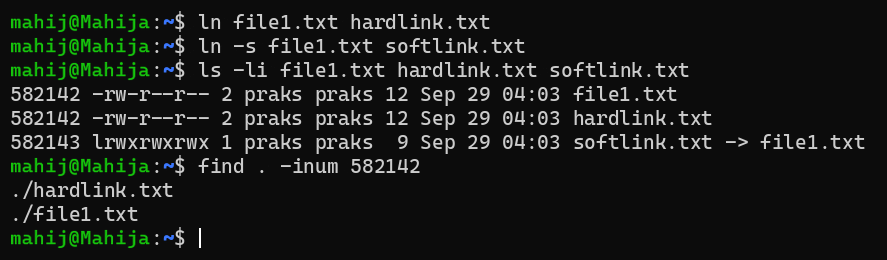 mahij@Mahija:~$ ln file1.txt hardlink.txt
mahij@Mahija:~$ ln -s file1.txt softlink.txt
mahij@Mahija:~$ ls -li file1.txt hardlink.txt softlink.txt
582142 -rw-r--r-- 2 praks praks 12 Sep 29 04:03 file1.txt
582142 -rw-r--r-- 2 praks praks 12 Sep 29 04:03 hardlink.txt
582143 lrwxrwxrwx 1 praks praks  9 Sep 29 04:03 softlink.txt -> file1.txt
mahij@Mahija:~$ find . -inum 582142
./hardlink.txt
./file1.txt
mahij@Mahija:~$